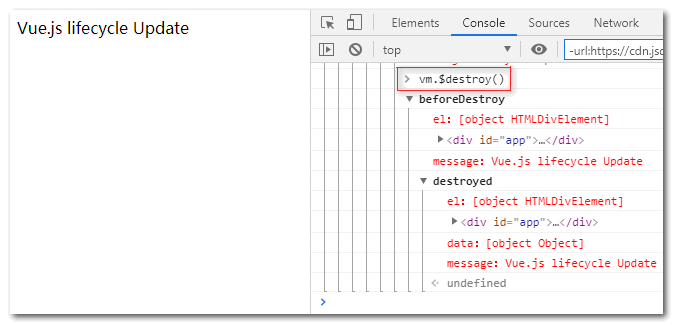 Vue.js lifecycle Update
Elements Console Sources Network
top -url:https://cdn.jsd
> vm.$destroy()
▼ beforeDestroy
el: [object HTMLDivElement]
▶ <div id="app">…</div>
message: Vue.js lifecycle Update
▼ destroyed
el: [object HTMLDivElement]
▶ <div id="app">…</div>
data: [object Object]
message: Vue.js lifecycle Update
undefined